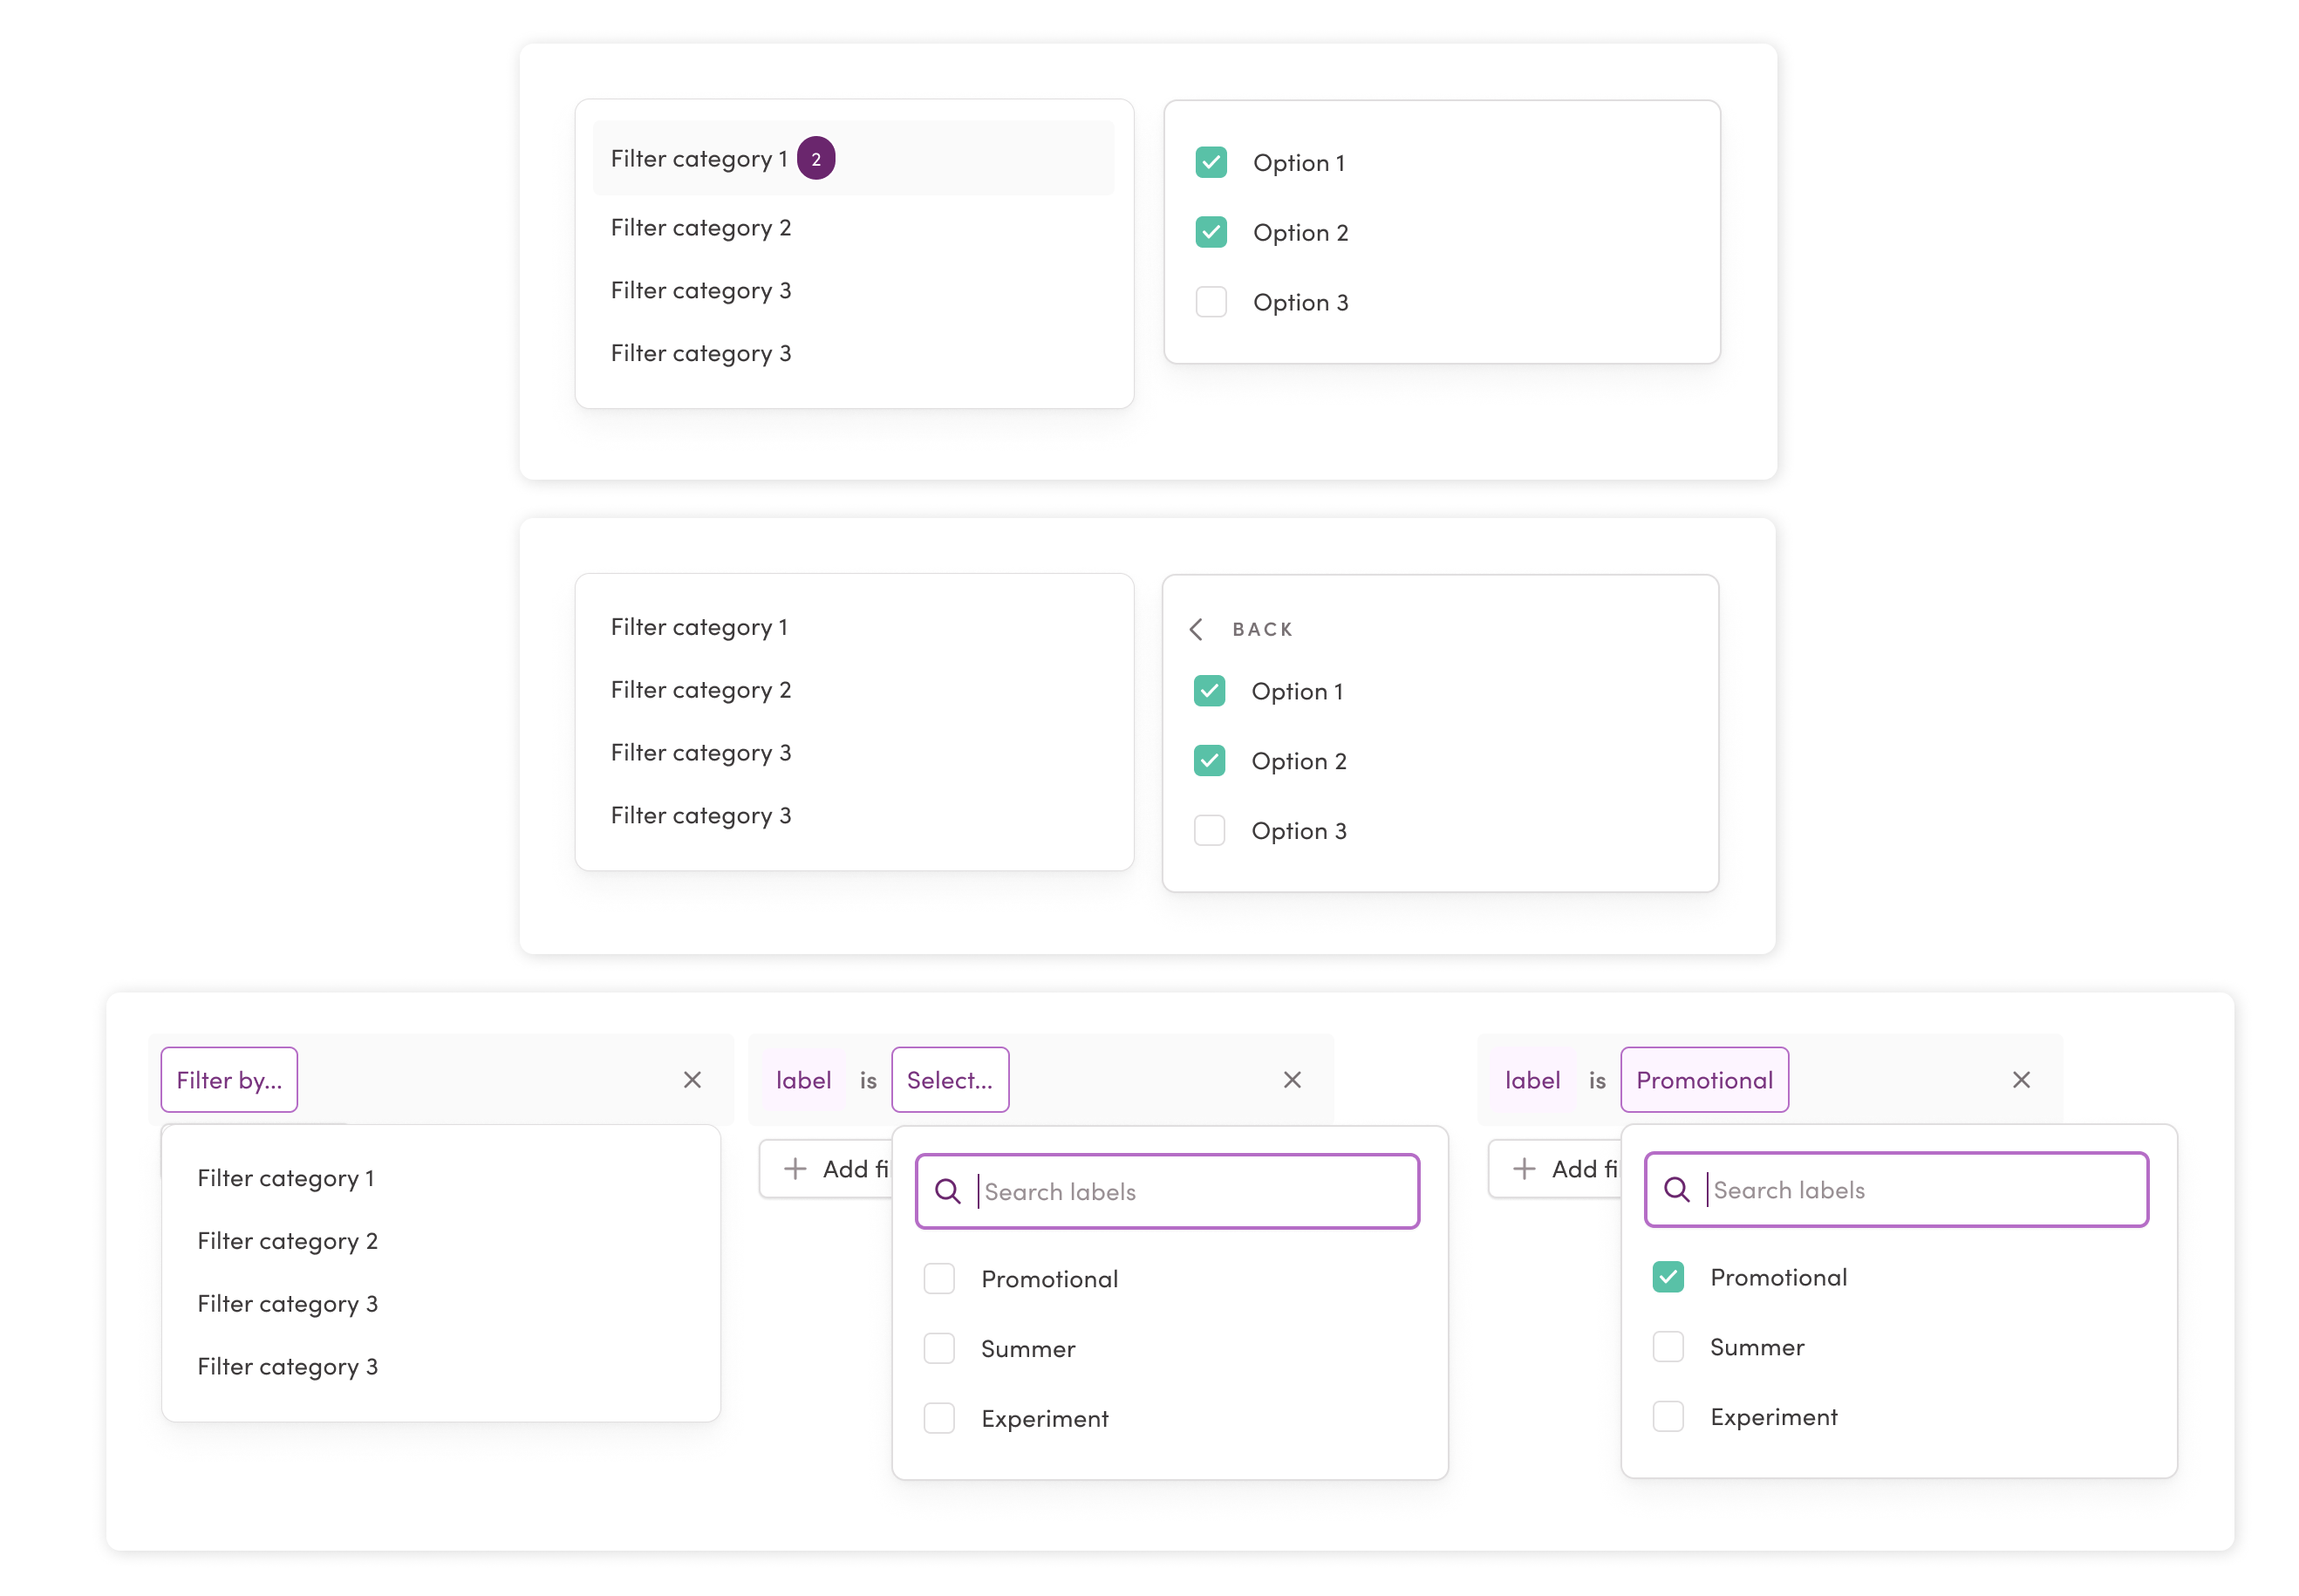 Filter category 1 2
Filter category 2
Filter category 3
Filter category 3
Option 1
Option 2
Option 3
Filter category 1
Filter category 2
Filter category 3
Filter category 3
BACK
Option 1
Option 2
Option 3
Filter by...
Filter category 1
Filter category 2
Filter category 3
Filter category 3
label is Select...
Add fi
Search labels
Promotional
Summer
Experiment
label is Promotional
Add fi
Search labels
Promotional
Summer
Experiment